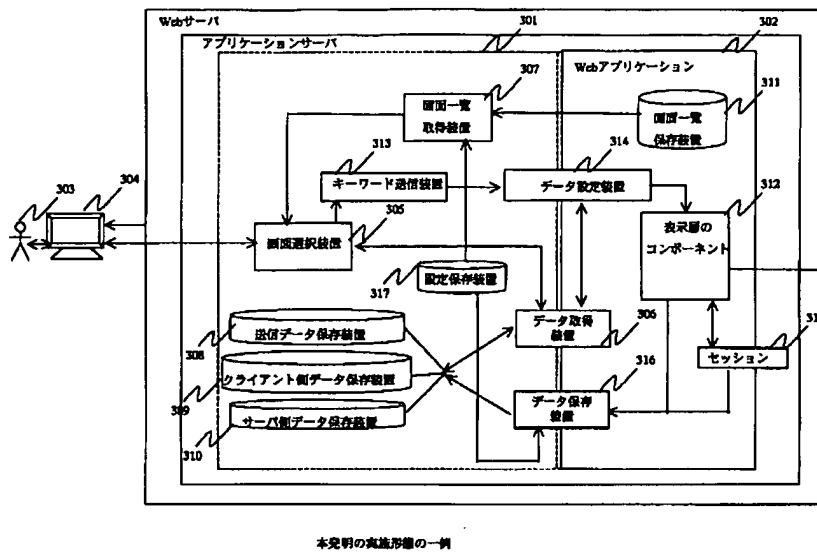 Webサーバ
301
302
アプリケーションサーバ
Webアプリケーション
307
画面一覧
取得装置
311
画面一覧
保存装置
313
キーワード送信装置
314
データ設定装置
303
304
305
画面選択装置
312
表示層の
コンポーネント
317
設定保存装置
308
送信データ保存装置
データ取得
装置
306
31
セッション
309
クライアント側データ保存装置
316
データ保存
装置
310
サーバ側データ保存装置
本発明の実施形態の一例